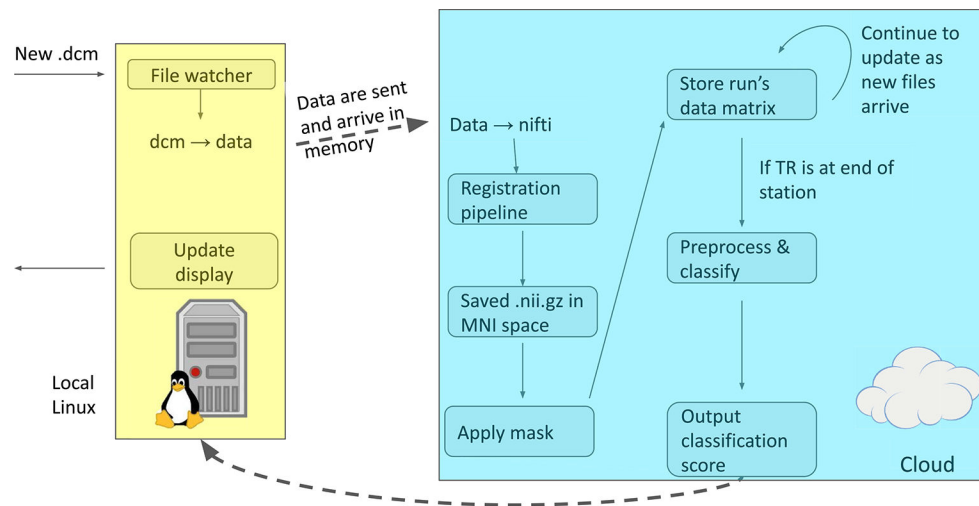 New .dcm
File watcher
dcm → data
Update
display
Local
Linux
Data are sent
and arrive in
memory
Data → nifti
Registration
pipeline
Saved .nii.gz in
MNI space
Apply mask
Store run's
data matrix
Continue to
update as
new files
arrive
If TR is at end of
station
Preprocess &
classify
Output
classification
score
Cloud